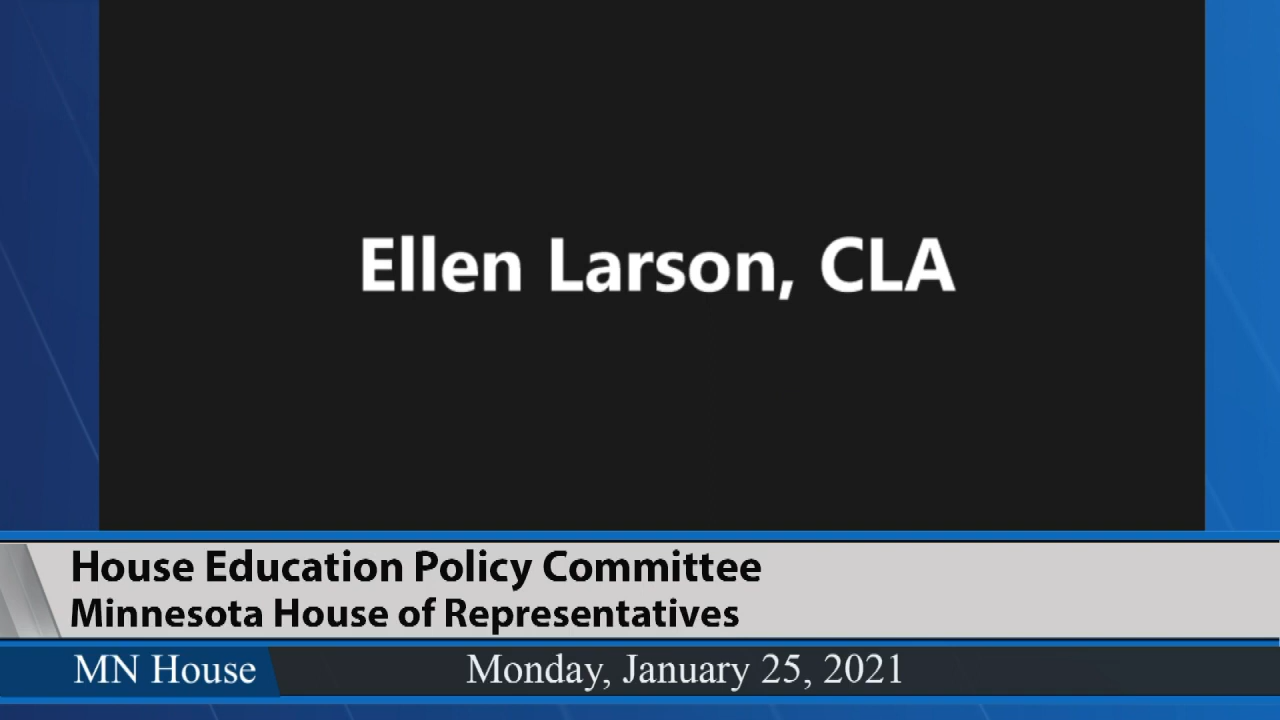 Ellen Larson, CLA
House Education Policy Committee
Minnesota House of Representatives
MN House
Monday, January 25, 2021